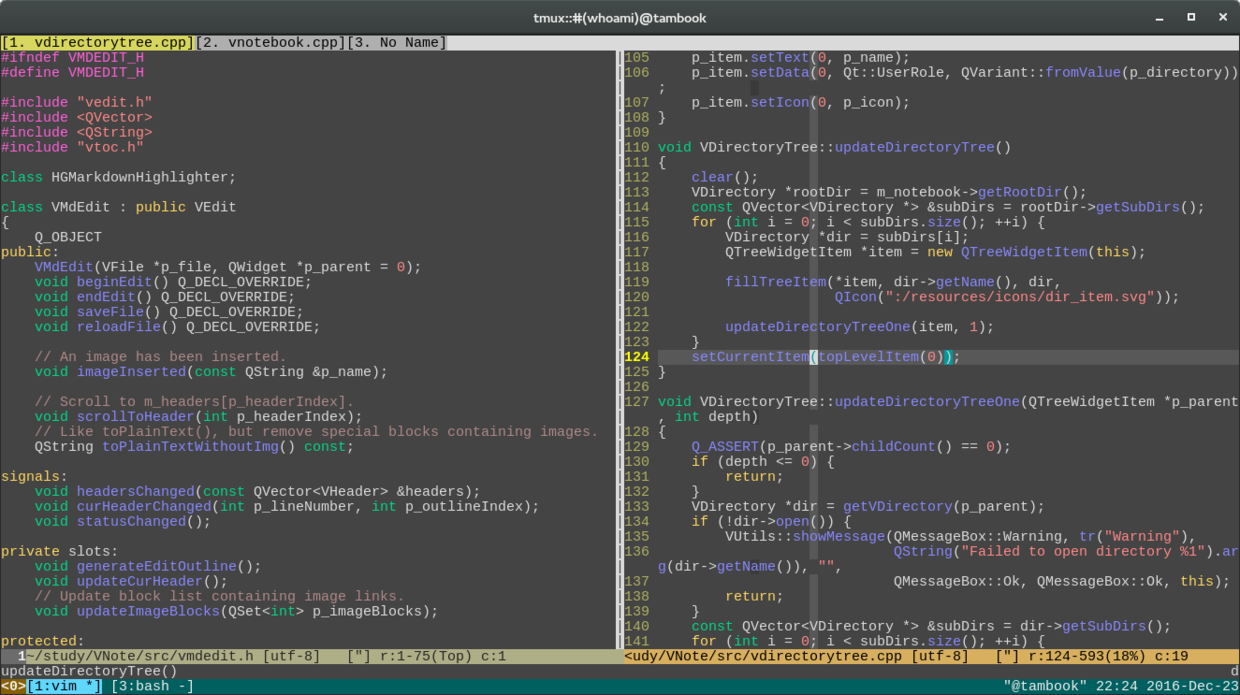 tmux::#(whoami)@tambook
[1. vdirectorytree.cpp][2. vnotebook.cpp][3. No Name]
#ifndef VMDEDIT_H
#define VMDEDIT_H
#include "vedit.h"
#include <QVector>
#include <QString>
#include "vtoc.h"
class HGMarkdownHighlighter;
class VMdEdit : public VEdit
{
    Q_OBJECT
public:
    VMdEdit(VFile *p_file, QWidget *p_parent = 0);
    void beginEdit() Q_DECL_OVERRIDE;
    void endEdit() Q_DECL_OVERRIDE;
    void saveFile() Q_DECL_OVERRIDE;
    void reloadFile() Q_DECL_OVERRIDE;
    // An image has been inserted.
    void imageInserted(const QString &p_name);
    // Scroll to m_headers[p_headerIndex].
    void scrollToHeader(int p_headerIndex);
    // Like toPlainText(), but remove special blocks containing images.
    QString toPlainTextWithoutImg() const;
signals:
    void headersChanged(const QVector<VHeader> &headers);
    void curHeaderChanged(int p_lineNumber, int p_outlineIndex);
    void statusChanged();
private slots:
    void generateEditOutline();
    void updateCurHeader();
    // Update block list containing image links.
    void updateImageBlocks(QSet<int> p_imageBlocks);
protected:
1~/study/VNote/src/vmdedit.h [utf-8]   ["] r:1-75(Top) c:1
105     p_item.setText(0, p_name);
106     p_item.setData(0, Qt::UserRole, QVariant::fromValue(p_directory))
;
107     p_item.setIcon(0, p_icon);
108 }
109
110 void VDirectoryTree::updateDirectoryTree()
111 {
112     clear();
113     VDirectory *rootDir = m_notebook->getRootDir();
114     const QVector<VDirectory *> &subDirs = rootDir->getSubDirs();
115     for (int i = 0; i < subDirs.size(); ++i) {
116         VDirectory *dir = subDirs[i];
117         QTreeWidgetItem *item = new QTreeWidgetItem(this);
118
119         fillTreeItem(*item, dir->getName(), dir,
120                      QIcon(":/resources/icons/dir_item.svg"));
121
122         updateDirectoryTreeOne(item, 1);
123     }
124     setCurrentItem(topLevelItem(0));
125 }
126
127 void VDirectoryTree::updateDirectoryTreeOne(QTreeWidgetItem *p_parent
, int depth)
128 {
129     Q_ASSERT(p_parent->childCount() == 0);
130     if (depth <= 0) {
131         return;
132     }
133     VDirectory *dir = getVDirectory(p_parent);
134     if (!dir->open()) {
135         VUtils::showMessage(QMessageBox::Warning, tr("Warning"),
136                             QString("Failed to open directory %1").ar
g(dir->getName()), "",
137                             QMessageBox::Ok, QMessageBox::Ok, this);
138         return;
139     }
140     const QVector<VDirectory *> &subDirs = dir->getSubDirs();
141     for (int i = 0; i < subDirs.size(); ++i) {
<udy/VNote/src/vdirectorytree.cpp [utf-8]   ["] r:124-593(18%) c:19
updateDirectoryTree() d
<0>[1:vim *] [3:bash -] "@tambook" 22:24 2016-Dec-23